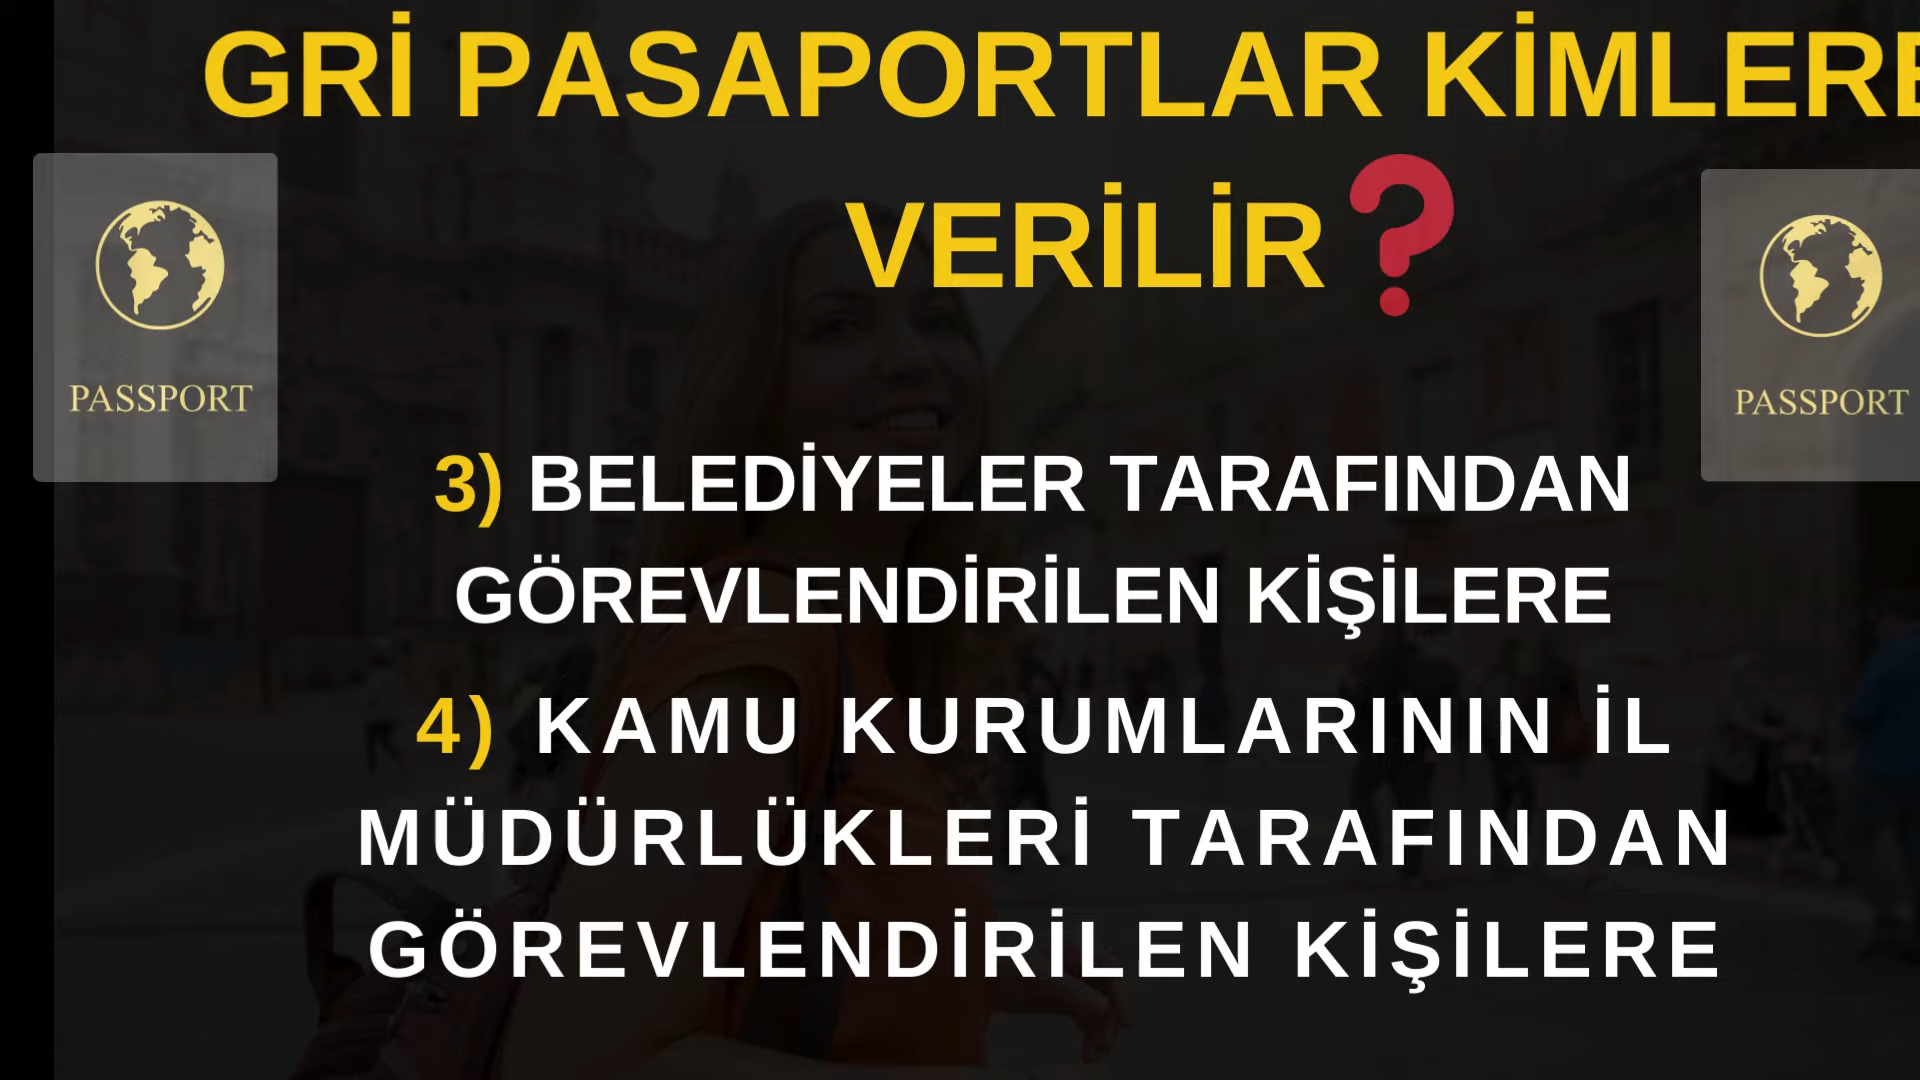 GRİ PASAPORTLAR KİMLERE
VERİLİR❓
PASSPORT
PASSPORT
3) BELEDİYELER TARAFINDAN
GÖREVLENDİRİLEN KİŞİLERE
4) KAMU KURUMLARININ İL
MÜDÜRLÜKLERİ TARAFINDAN
GÖREVLENDİRİLEN KİŞİLERE